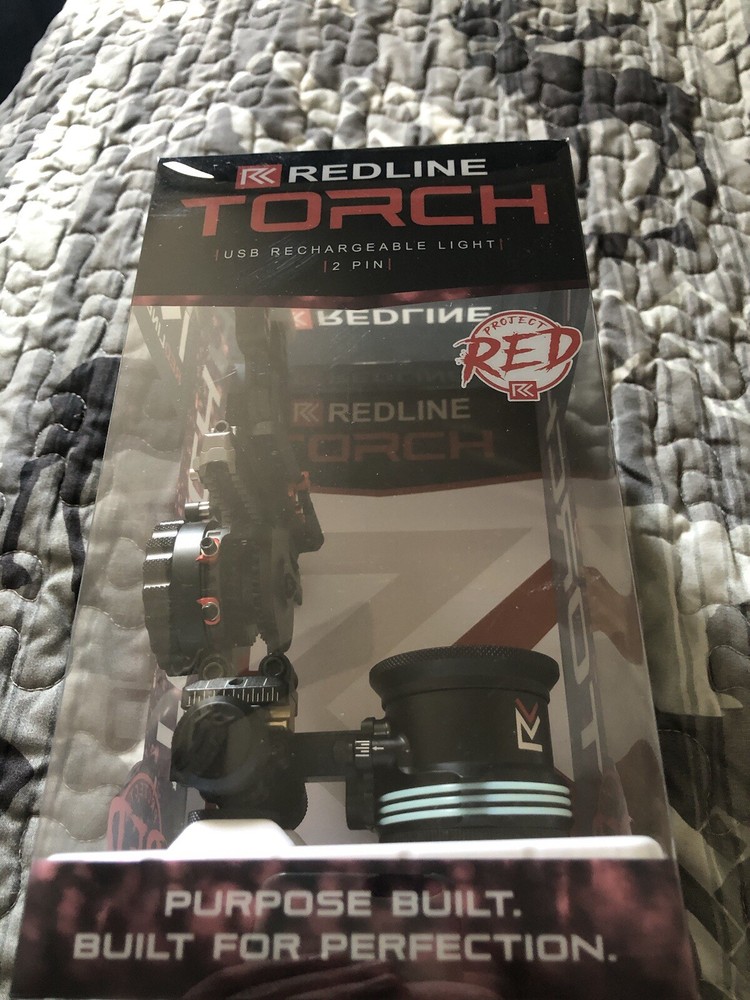 REDLINE
TORCH
|USB RECHARGEABLE LIGHT|
|2 PIN|
REDLINE
PROJECT
RED
REDLINE
TORCH
PURPOSE BUILT.
BUILT FOR PERFECTION.